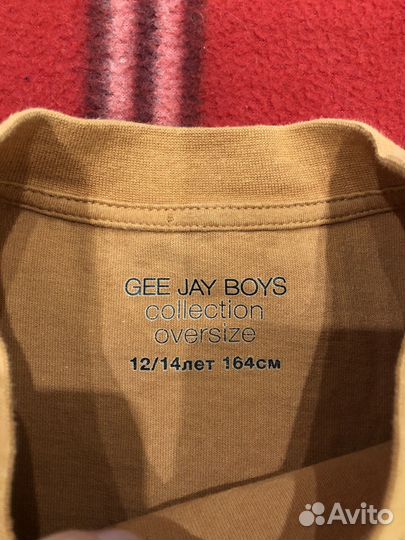 GEE JAY BOYS
collection
oversize
12/14лет 164см
Avito